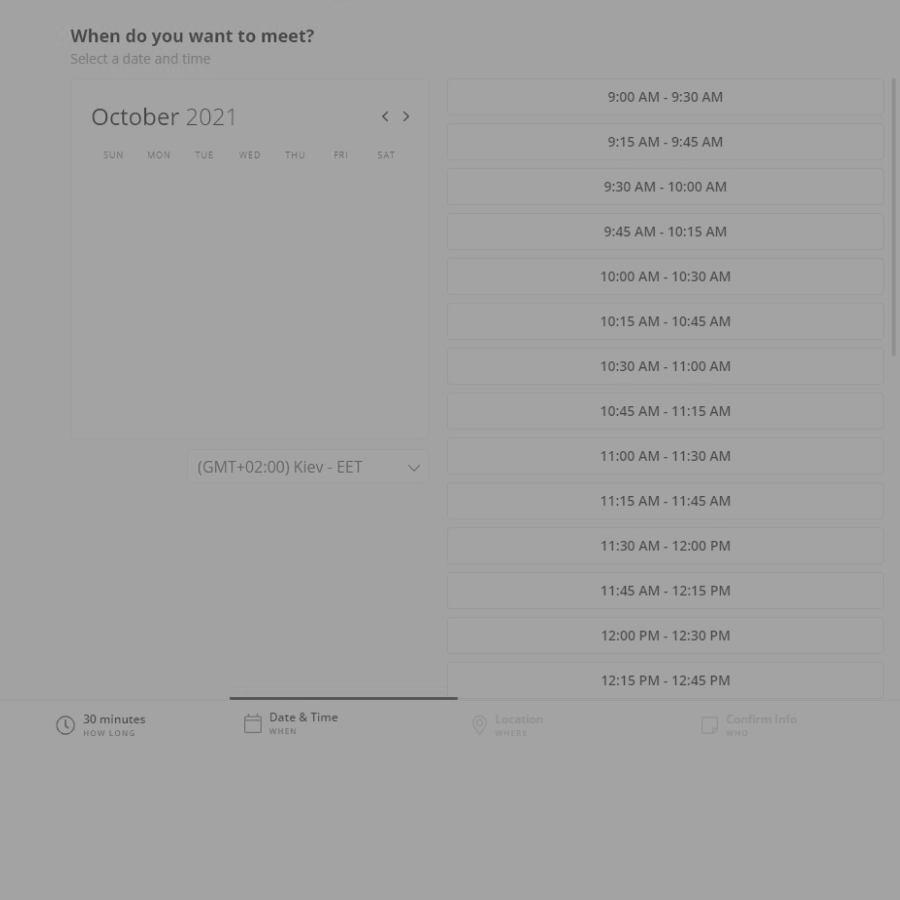 When do you want to meet?
Select a date and time
October 2021
SUN MON TUE WED THU FRI SAT
(GMT+02:00) Kiev - EET
9:00 AM - 9:30 AM
9:15 AM - 9:45 AM
9:30 AM - 10:00 AM
9:45 AM - 10:15 AM
10:00 AM - 10:30 AM
10:15 AM - 10:45 AM
10:30 AM - 11:00 AM
10:45 AM - 11:15 AM
11:00 AM - 11:30 AM
11:15 AM - 11:45 AM
11:30 AM - 12:00 PM
11:45 AM - 12:15 PM
12:00 PM - 12:30 PM
12:15 PM - 12:45 PM
30 minutes
HOW LONG
Date & Time
WHEN
Location
WHERE
Confirm Info
WHO